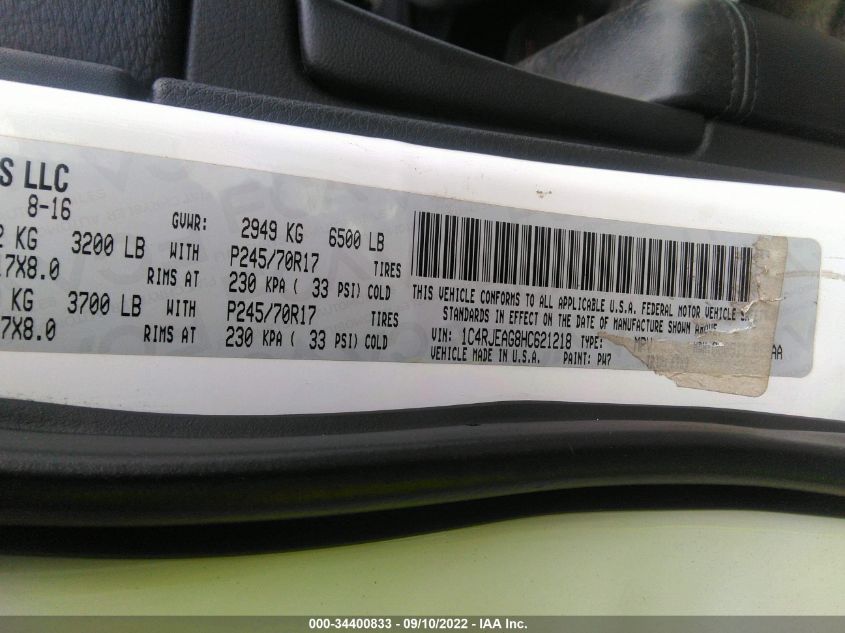 S LLC
8-16
GVWR: 2949 KG 6500 LB
KG 3200 LB WITH P245/70R17 TIRES
7X8.0 RIMS AT 230 KPA ( 33 PSI) COLD
KG 3700 LB WITH P245/70R17 TIRES
7X8.0 RIMS AT 230 KPA ( 33 PSI) COLD
THIS VEHICLE CONFORMS TO ALL APPLICABLE U.S.A. FEDERAL MOTOR VEHICLE
STANDARDS IN EFFECT ON THE DATE OF MANUFACTURE SHOWN ABOVE
VIN: 1C4RJEAG8HC621218 TYPE:
VEHICLE MADE IN U.S.A. PAINT: PW7
000-34400833 - 09/10/2022 - IAA Inc.